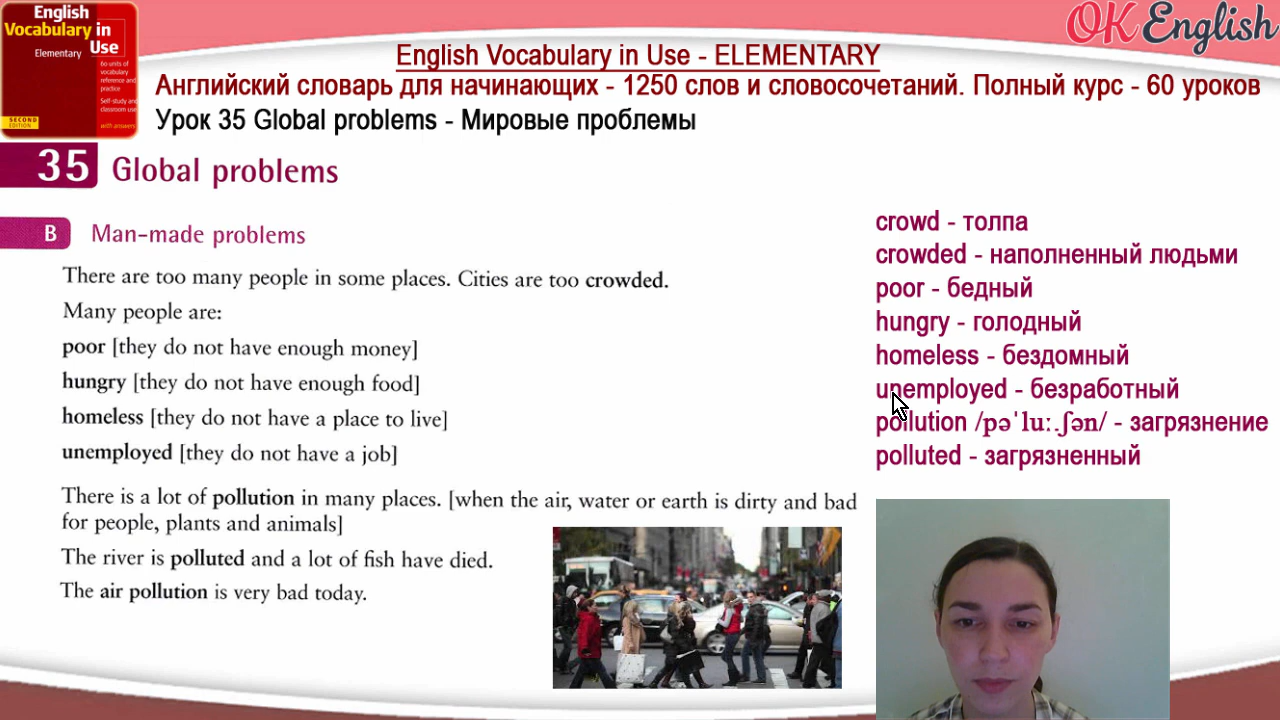 English
Vocabulary in
Use
Elementary
60 units of
vocabulary
reference and
practice
Self-study and
classroom use
SECOND
EDITION
with answers
OK English
English Vocabulary in Use - ELEMENTARY
Английский словарь для начинающих - 1250 слов и словосочетаний. Полный курс - 60 уроков
Урок 35 Global problems - Мировые проблемы
35 Global problems
B Man-made problems
There are too many people in some places. Cities are too crowded.
Many people are:
poor [they do not have enough money]
hungry [they do not have enough food]
homeless [they do not have a place to live]
unemployed [they do not have a job]
There is a lot of pollution in many places. [when the air, water or earth is dirty and bad
for people, plants and animals]
The river is polluted and a lot of fish have died.
The air pollution is very bad today.
crowd - толпа
crowded - наполненный людьми
poor - бедный
hungry - голодный
homeless - бездомный
unemployed - безработный
pollution /pəˈluː.ʃən/ - загрязнение
polluted - загрязненный